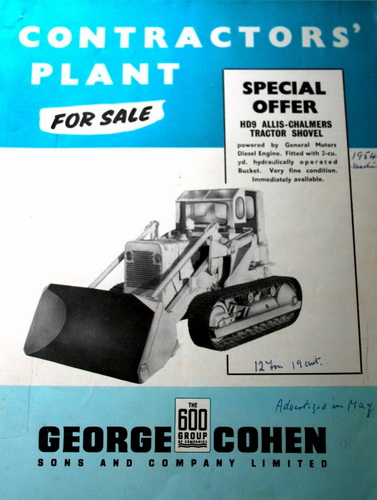 CONTRACTORS'
PLANT
FOR SALE
SPECIAL
OFFER
HD9 ALLIS-CHALMERS
TRACTOR SHOVEL
powered by General Motors
Diesel Engine. Fitted with 2-cu.
yd. hydraulically operated
Bucket. Very fine condition.
Immediately available.
1954
12 Ton 19 cwt.
Advertized in May
THE
600
GROUP
OF COMPANIES
GEORGE COHEN
SONS AND COMPANY LIMITED